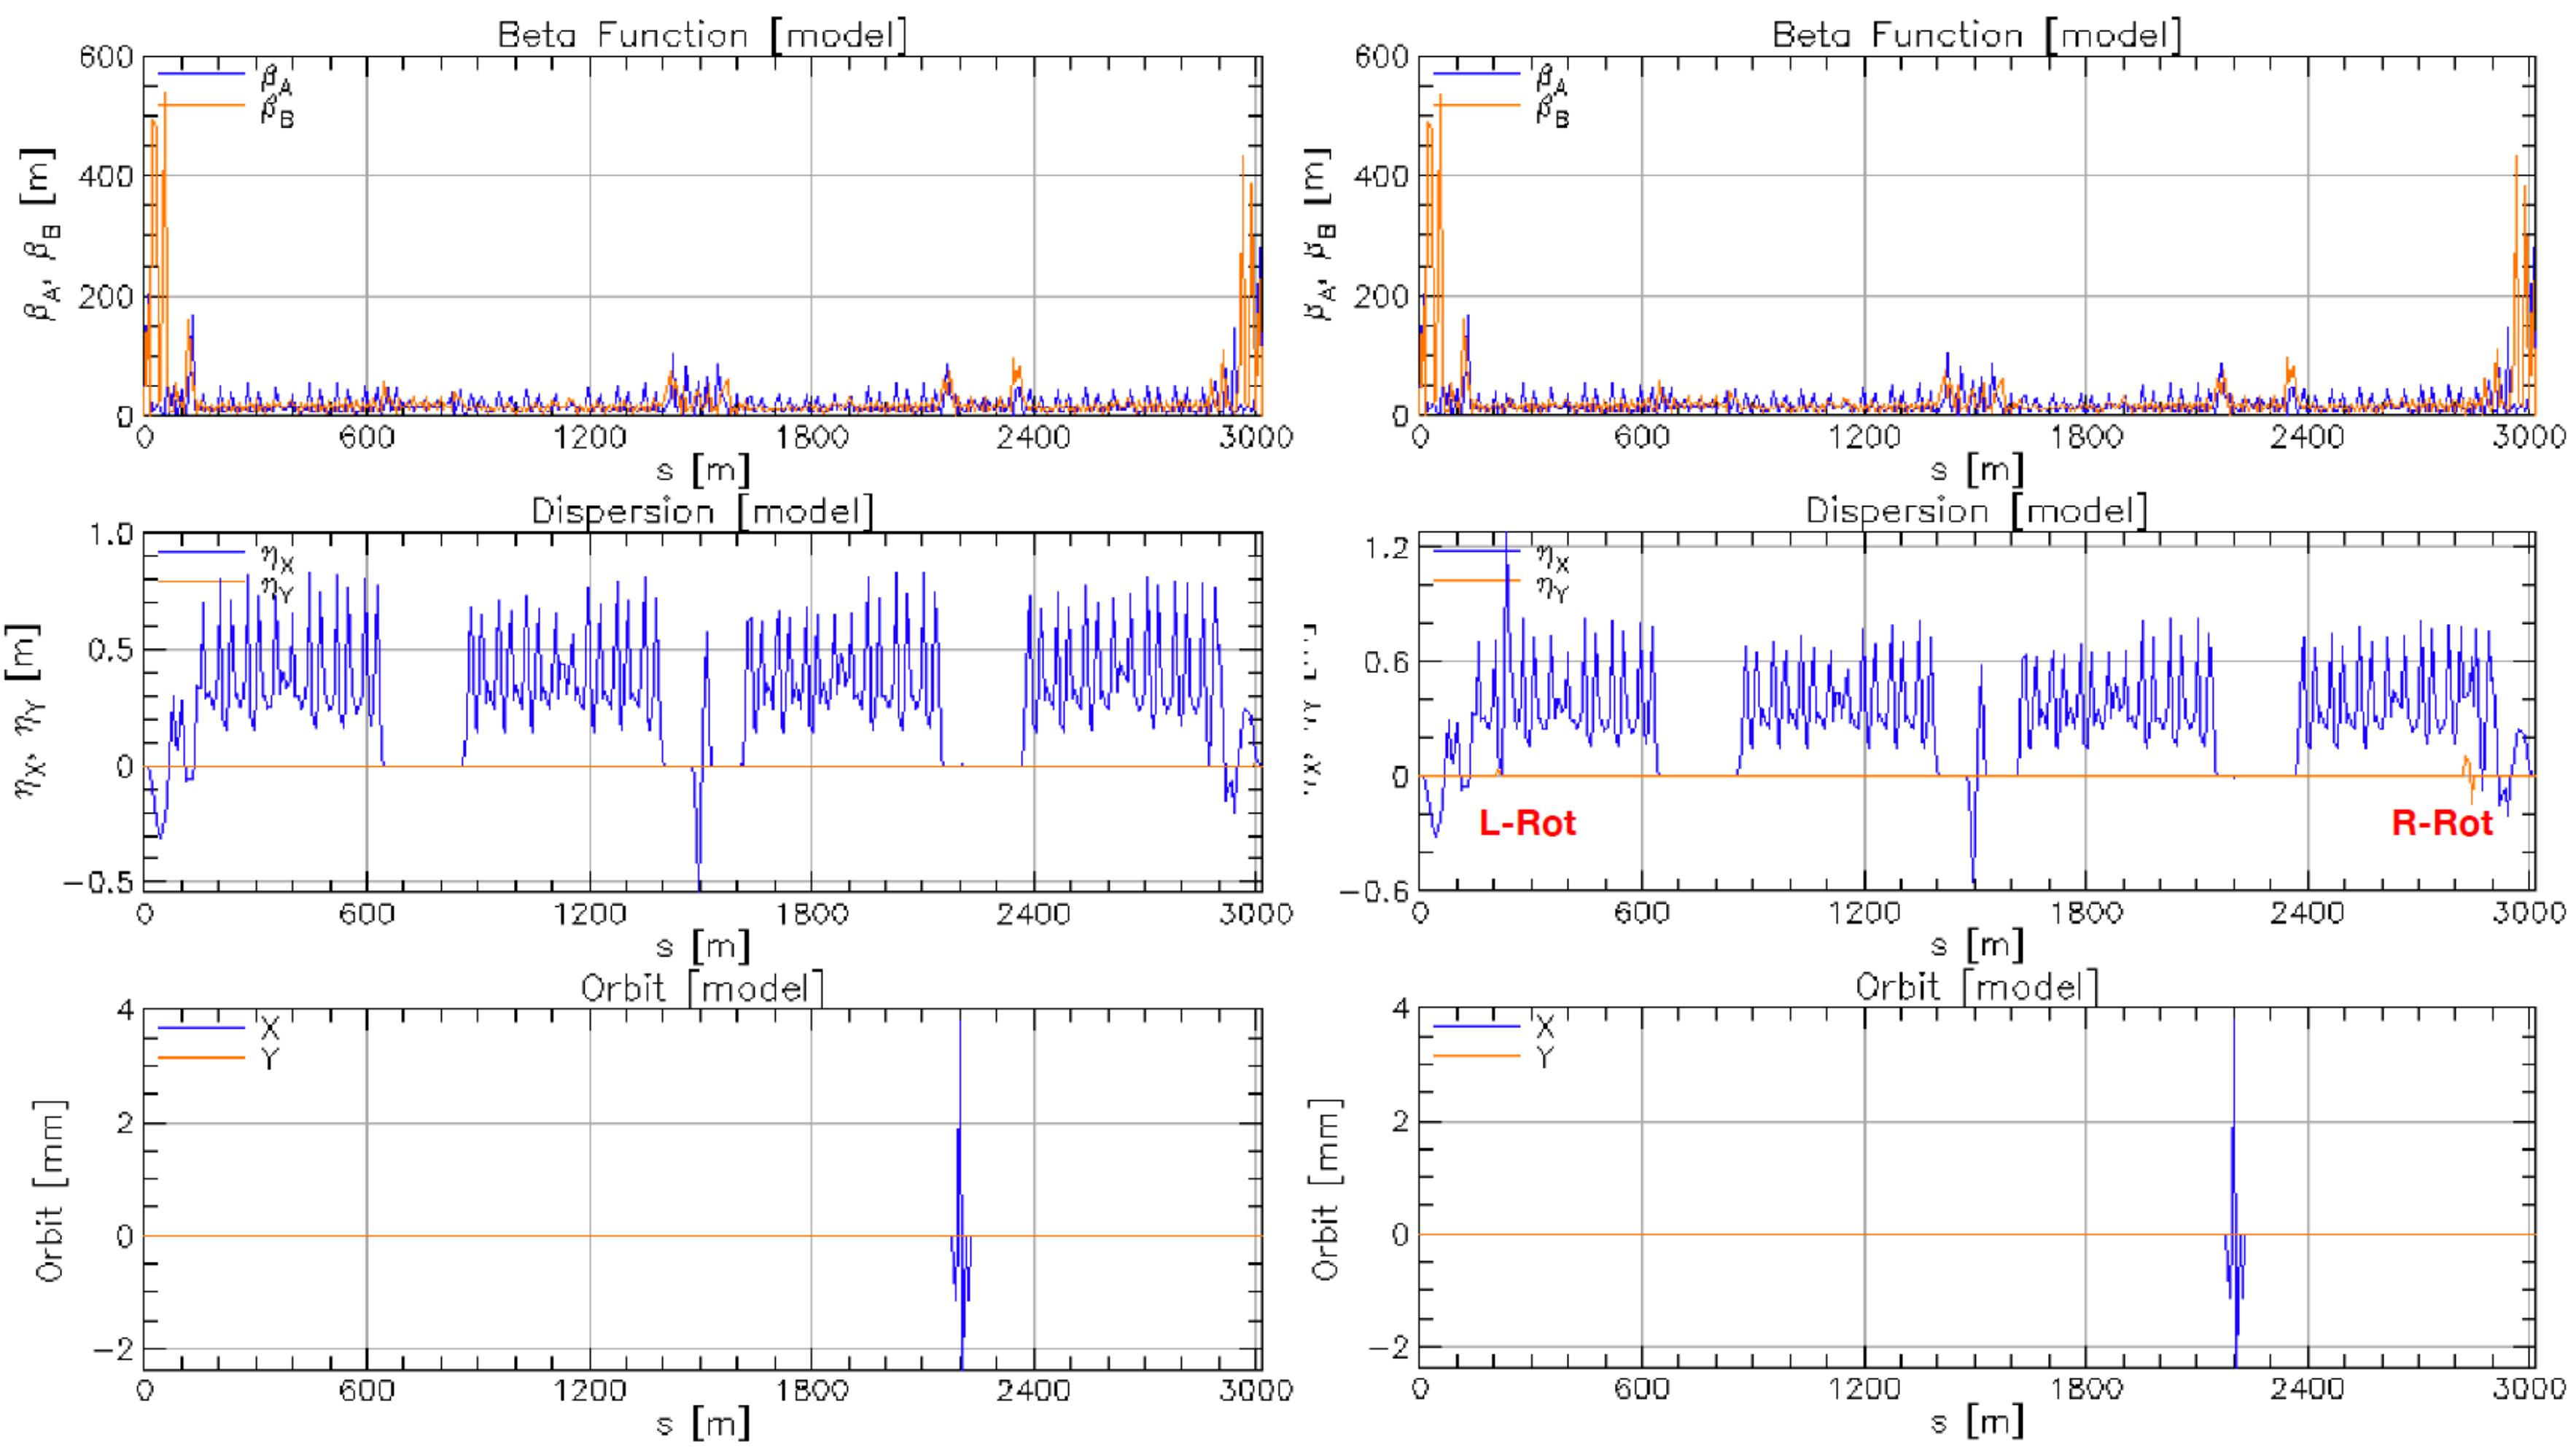 Beta Function [model]
β_A, β_B [m]
600
400
200
0
β_A
β_B
0 600 1200 1800 2400 3000
s [m]
Beta Function [model]
β_A, β_B [m]
600
400
200
0
β_A
β_B
0 600 1200 1800 2400 3000
s [m]
Dispersion [model]
η_X, η_Y [m]
1.0
0.5
0
−0.5
η_X
η_Y
0 600 1200 1800 2400 3000
s [m]
Dispersion [model]
1.2
0.6
0
−0.6
η_X
η_Y
L-Rot
R-Rot
0 600 1200 1800 2400 3000
s [m]
Orbit [model]
Orbit [mm]
4
2
0
−2
X
Y
0 600 1200 1800 2400 3000
s [m]
Orbit [model]
Orbit [mm]
4
2
0
−2
X
Y
0 600 1200 1800 2400 3000
s [m]